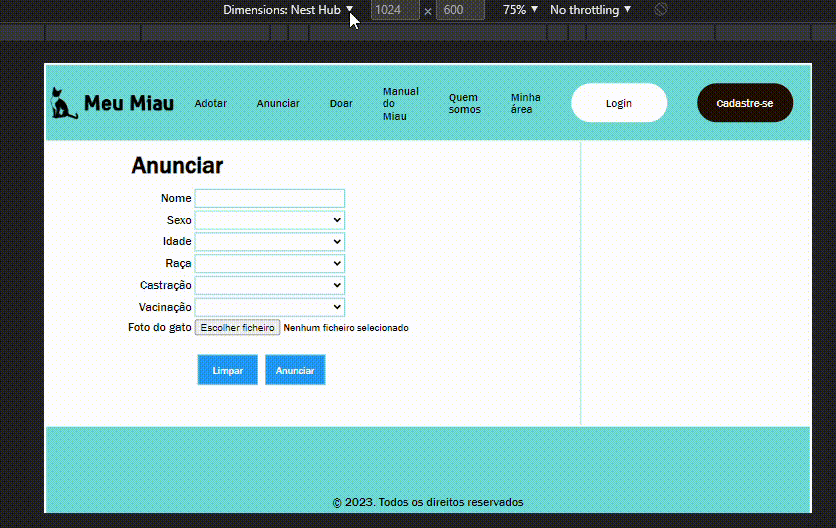 Dimensions: Nest Hub ▼ 1024 × 600 75% ▼ No throttling ▼
Meu Miau
Adotar
Anunciar
Doar
Manual
do
Miau
Quem
somos
Minha
área
Login
Cadastre-se
Anunciar
Nome
Sexo
Idade
Raça
Castração
Vacinação
Foto do gato Escolher ficheiro Nenhum ficheiro selecionado
Limpar Anunciar
© 2023. Todos os direitos reservados